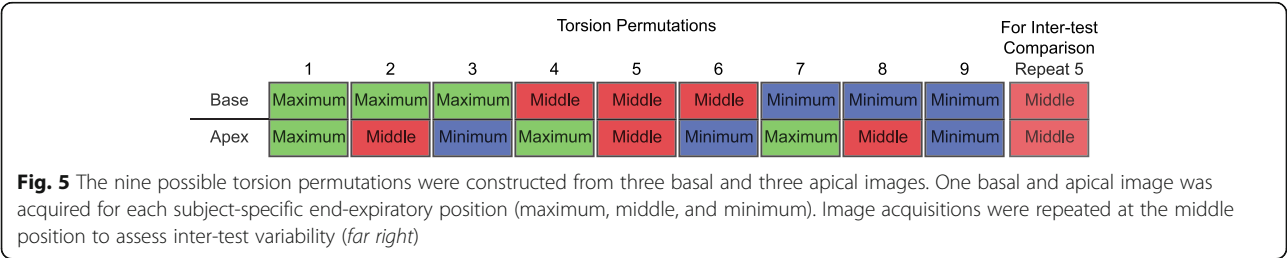 Torsion Permutations
For Inter-test
Comparison
1 2 3 4 5 6 7 8 9 Repeat 5
Base Maximum Maximum Maximum Middle Middle Middle Minimum Minimum Minimum Middle
Apex Maximum Middle Minimum Maximum Middle Minimum Maximum Middle Minimum Middle
Fig. 5 The nine possible torsion permutations were constructed from three basal and three apical images. One basal and apical image was
acquired for each subject-specific end-expiratory position (maximum, middle, and minimum). Image acquisitions were repeated at the middle
position to assess inter-test variability (far right)